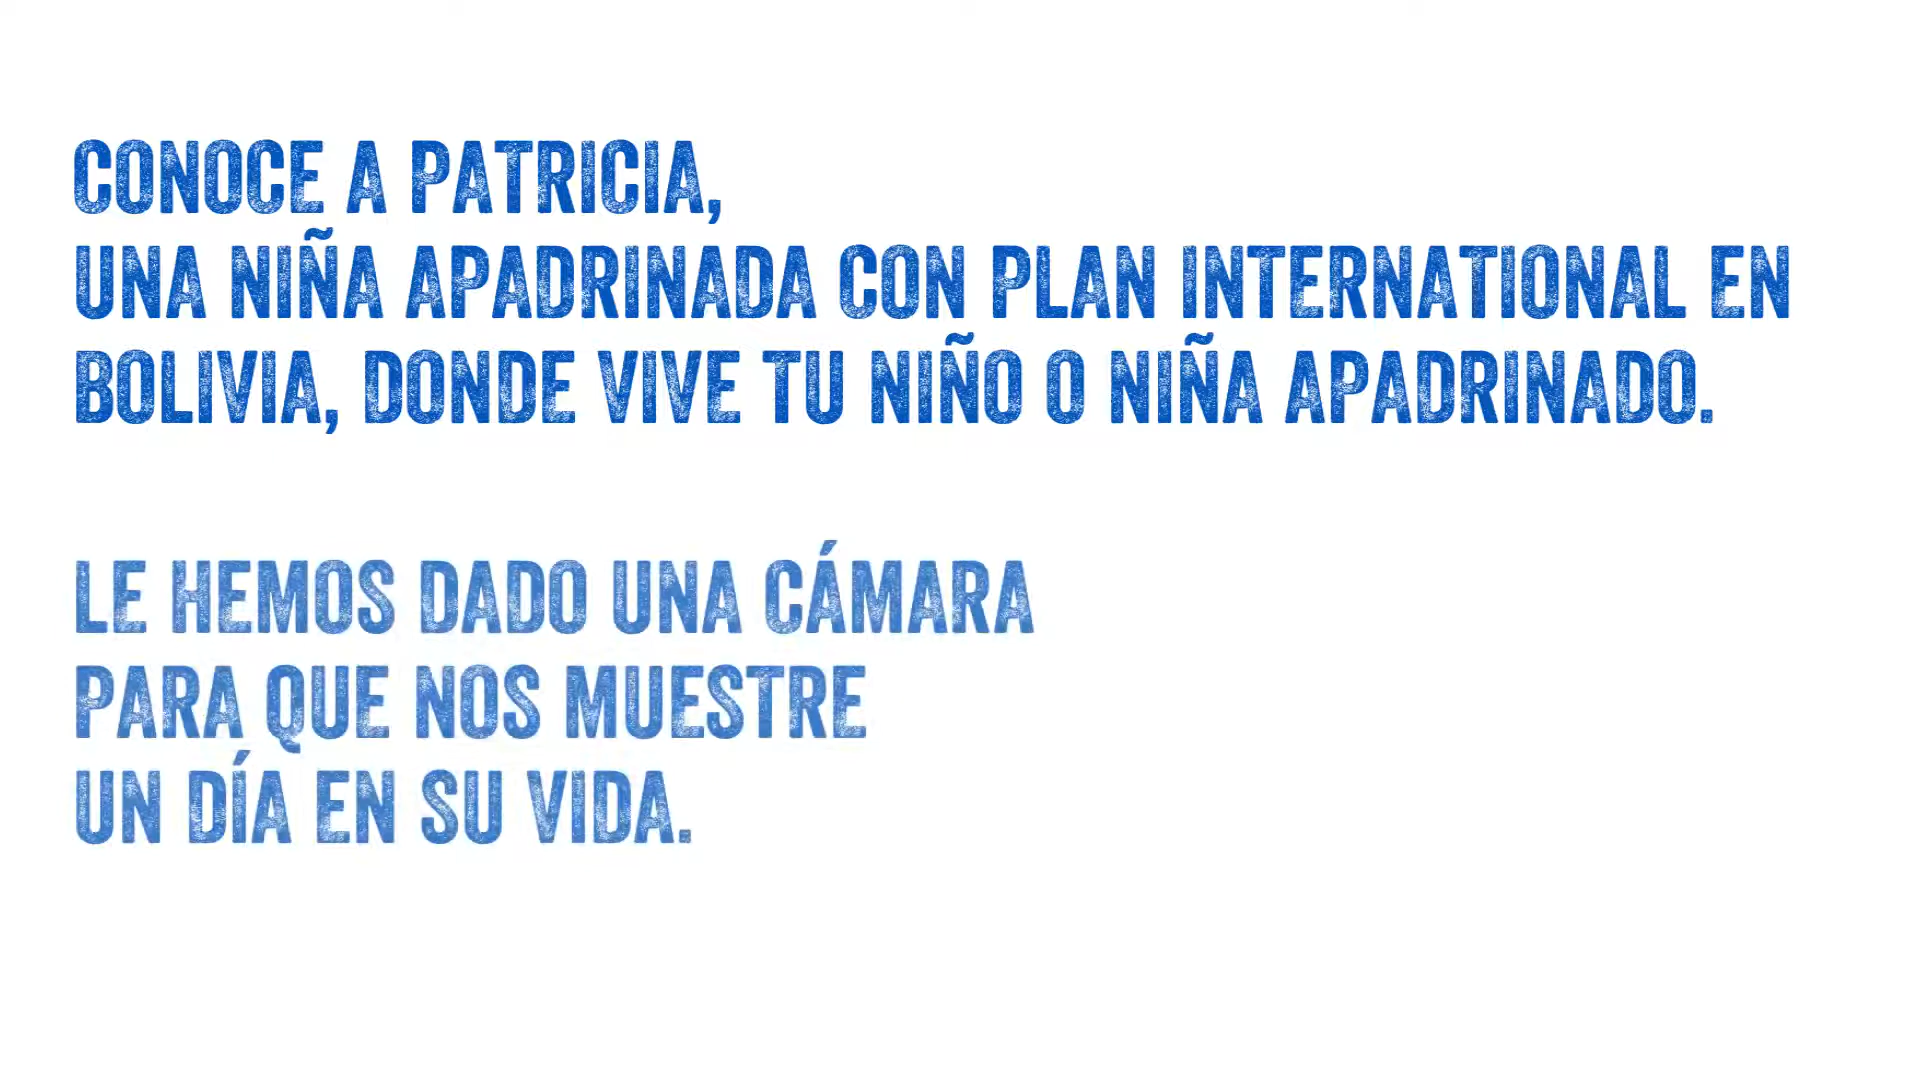 CONOCE A PATRICIA,
UNA NIÑA APADRINADA CON PLAN INTERNATIONAL EN
BOLIVIA, DONDE VIVE TU NIÑO O NIÑA APADRINADO.
LE HEMOS DADO UNA CÁMARA
PARA QUE NOS MUESTRE
UN DÍA EN SU VIDA.